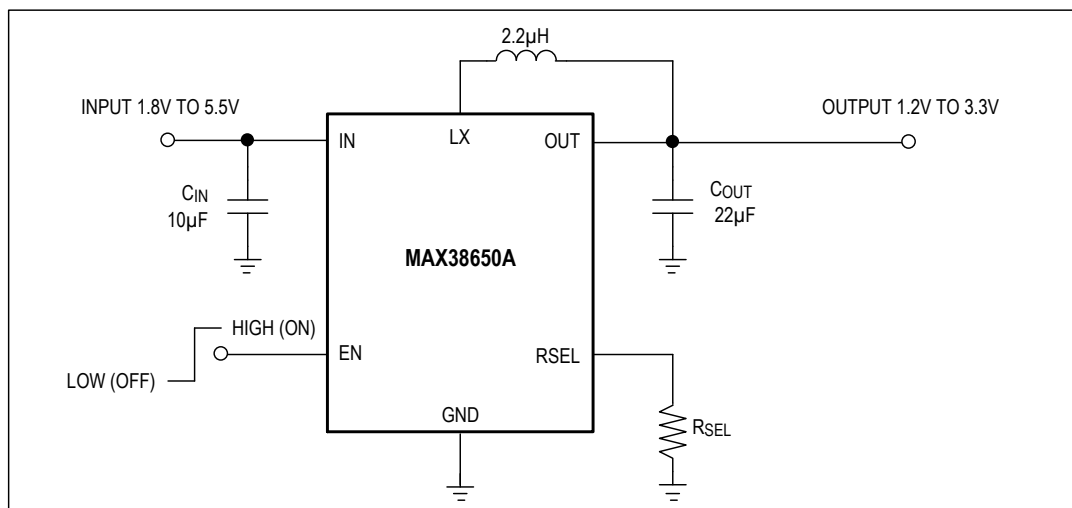 2.2µH
INPUT 1.8V TO 5.5V
OUTPUT 1.2V TO 3.3V
IN
LX
OUT
CIN
10µF
COUT
22µF
MAX38650A
HIGH (ON)
LOW (OFF)
EN
RSEL
GND
RSEL